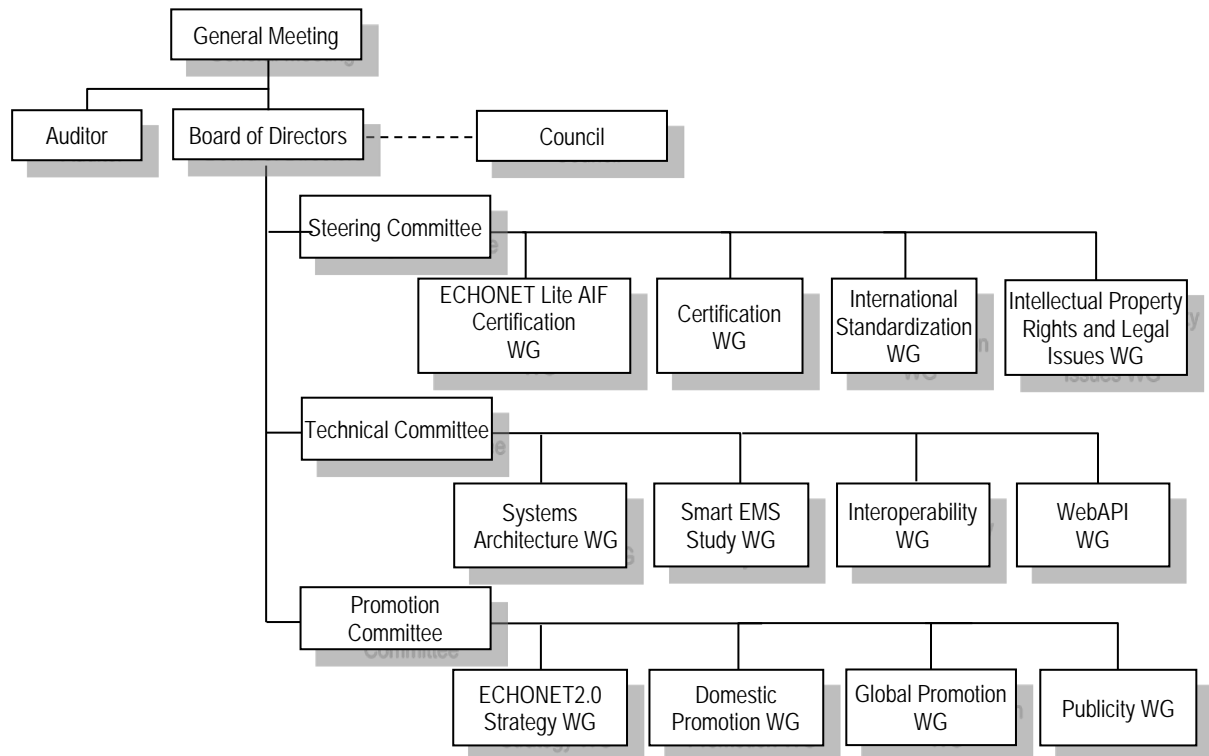 General Meeting
Auditor
Board of Directors
Council
Steering Committee
ECHONET Lite AIF
Certification
WG
Certification
WG
International
Standardization
WG
Intellectual Property
Rights and Legal
Issues WG
Technical Committee
Systems
Architecture WG
Smart EMS
Study WG
Interoperability
WG
WebAPI
WG
Promotion
Committee
ECHONET2.0
Strategy WG
Domestic
Promotion WG
Global Promotion
WG
Publicity WG